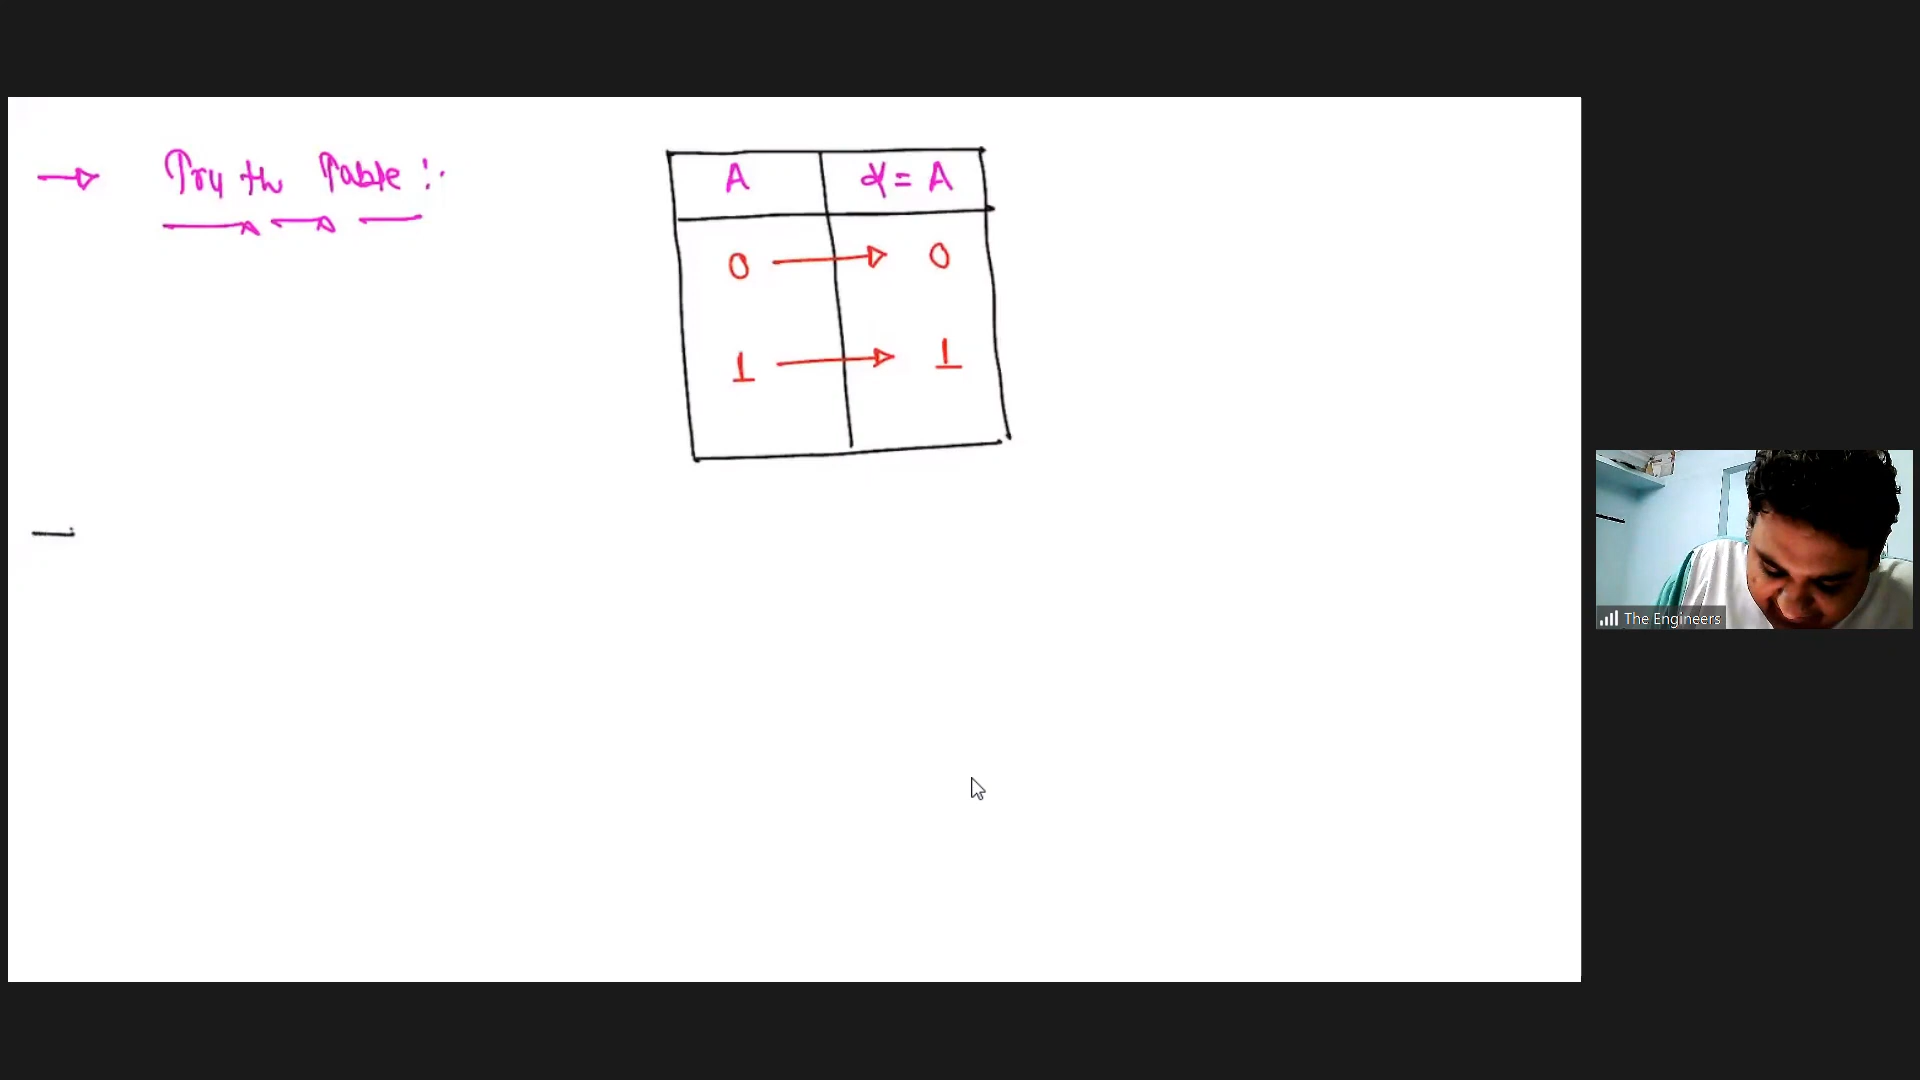 Truth Table :-
A Y = A
0 0
1 1
The Engineers